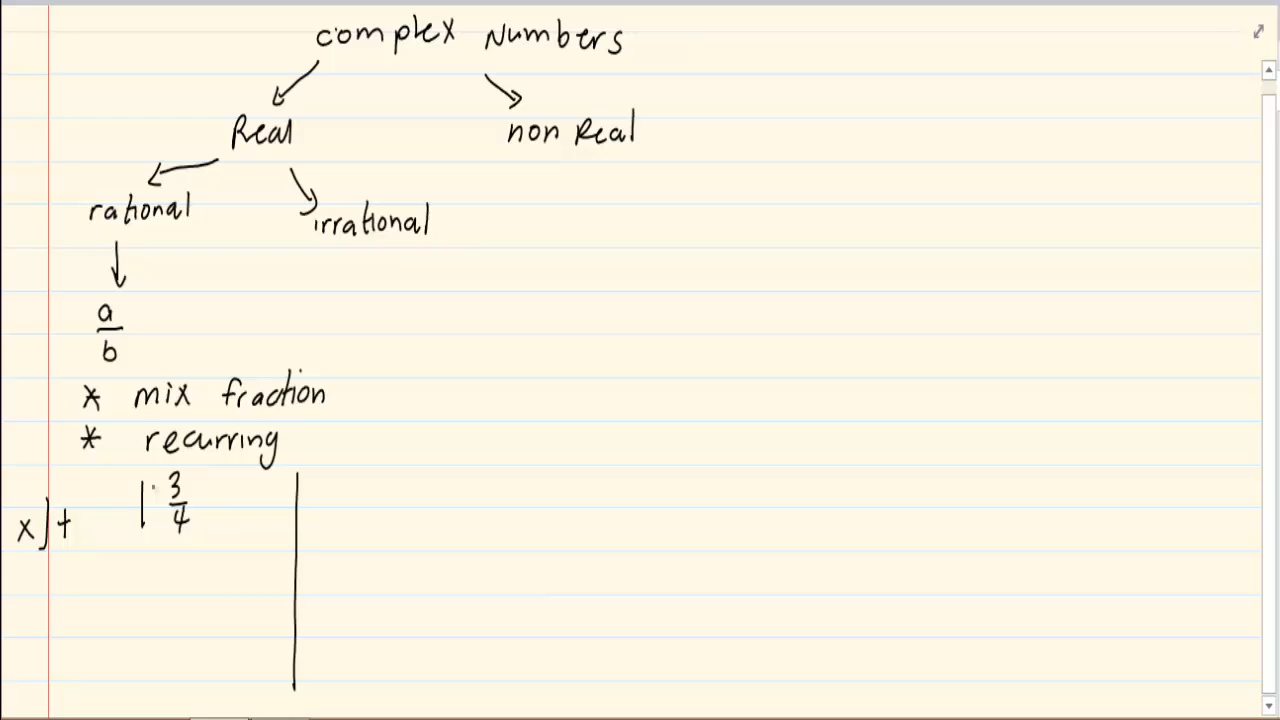 complex Numbers
Real non Real
rational irrational
a
b
* mix fraction
* recurring
x ] + 1 3/4